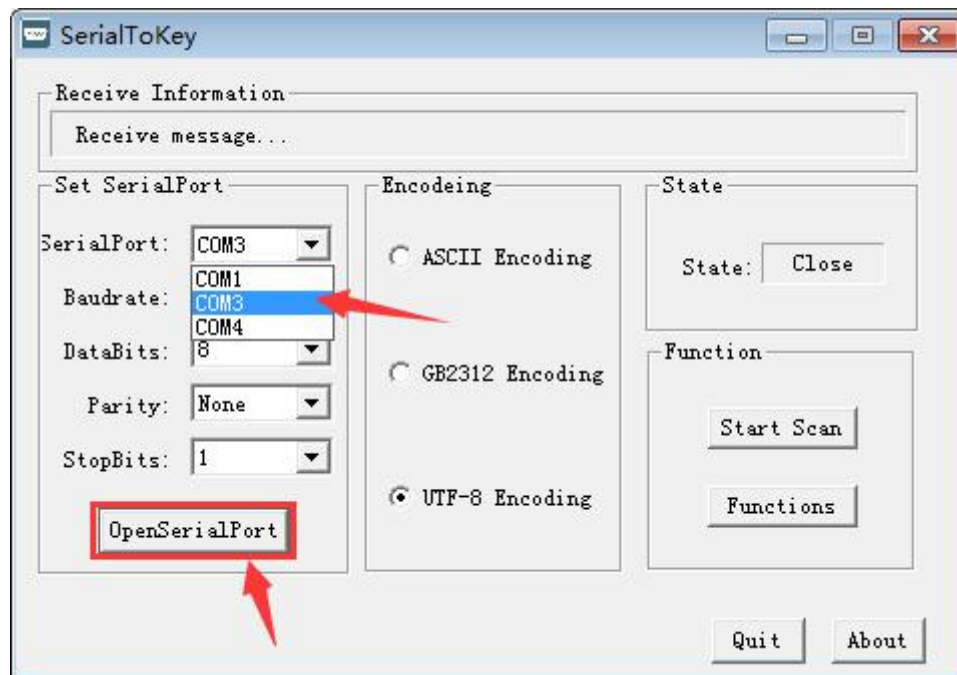 SerialToKey
Receive Information
Receive message...
Set SerialPort
SerialPort: COM3
COM1
COM3
COM4
Baudrate:
DataBits: 8
Parity: None
StopBits: 1
OpenSerialPort
Encodeing
ASCII Encoding
GB2312 Encoding
UTF-8 Encoding
State
State: Close
Function
Start Scan
Functions
Quit
About